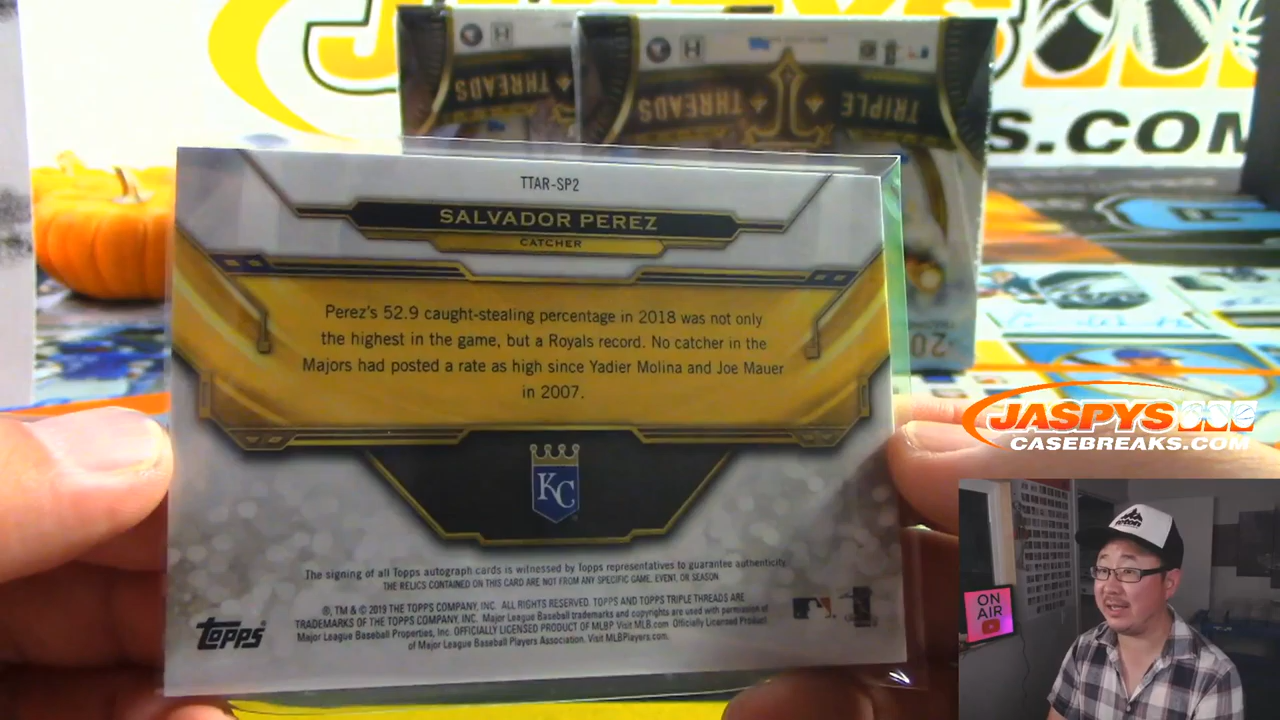 THREADS
THREADS
TRIPLE
S.COM
20
TTAR-SP2
SALVADOR PEREZ
CATCHER
Perez's 52.9 caught-stealing percentage in 2018 was not only
the highest in the game, but a Royals record. No catcher in the
Majors had posted a rate as high since Yadier Molina and Joe Mauer
in 2007.
KC
The signing of all Topps autograph cards is witnessed by Topps representatives to guarantee authenticity.
THE RELICS CONTAINED ON THIS CARD ARE NOT FROM ANY SPECIFIC GAME, EVENT, OR SEASON.
®, TM & © 2019 THE TOPPS COMPANY, INC. ALL RIGHTS RESERVED. TOPPS AND TOPPS TRIPLE THREADS ARE
TRADEMARKS OF THE TOPPS COMPANY, INC. Major League Baseball trademarks and copyrights are used with permission of
Major League Baseball Properties, Inc. OFFICIALLY LICENSED PRODUCT OF MLBP Visit MLB.com Officially Licensed Product
of Major League Baseball Players Association. Visit MLBPlayers.com.
Topps
JASPYS
CASEBREAKS.COM
ON
AIR
reton